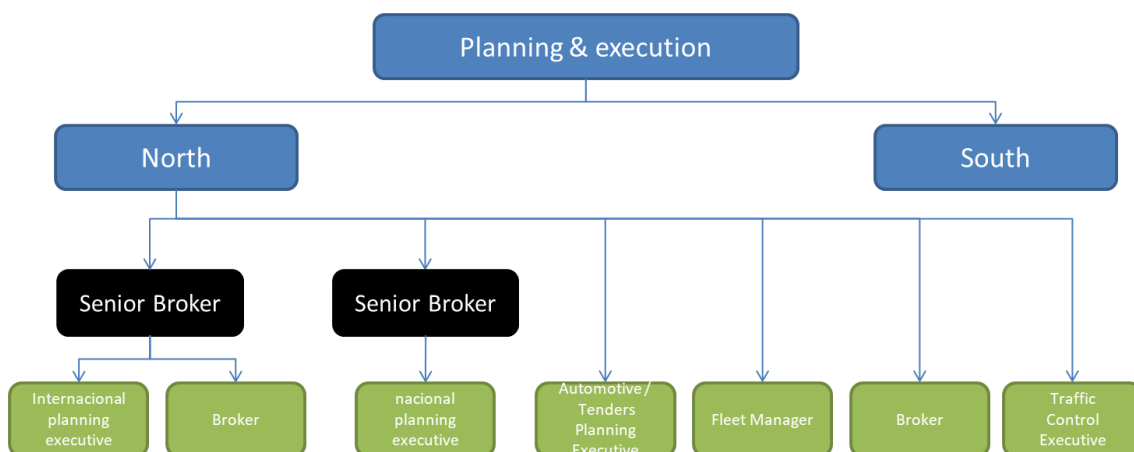 Planning & execution
North
South
Senior Broker
Senior Broker
Internacional
planning
executive
Broker
nacional
planning
executive
Automotive /
Tenders
Planning
Executive
Fleet Manager
Broker
Traffic
Control
Executive